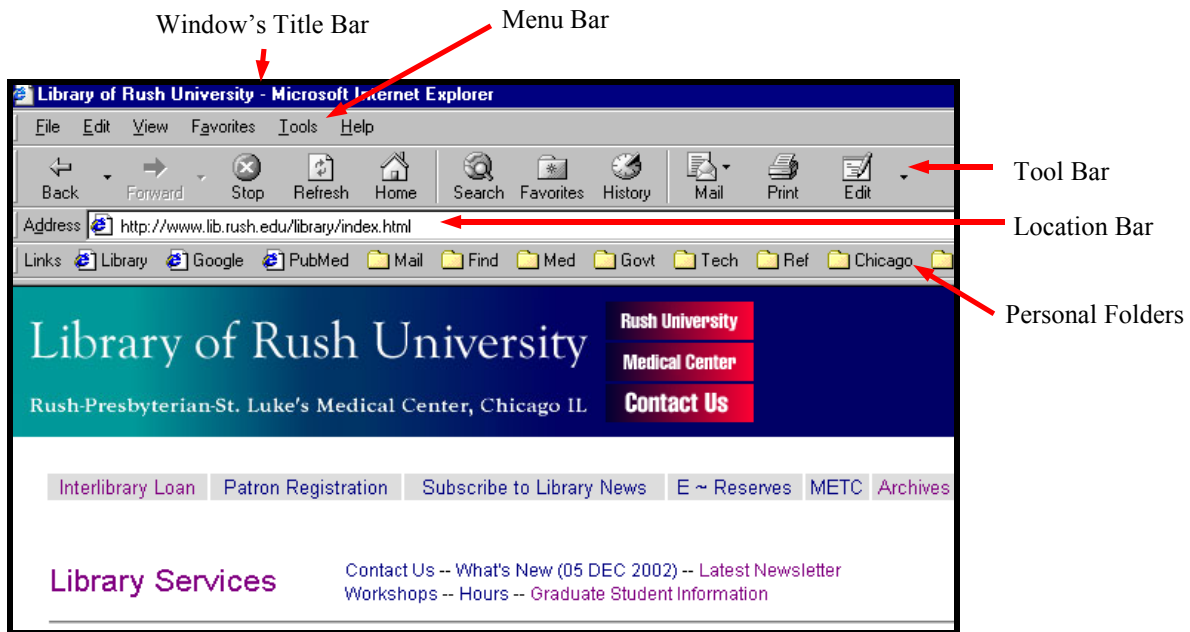 Window's Title Bar
Menu Bar
Library of Rush University - Microsoft Internet Explorer
File Edit View Favorites Tools Help
Back Forward Stop Refresh Home Search Favorites History Mail Print Edit
Tool Bar
Address http://www.lib.rush.edu/library/index.html
Location Bar
Links Library Google PubMed Mail Find Med Govt Tech Ref Chicago
Personal Folders
Library of Rush University
Rush-Presbyterian-St. Luke's Medical Center, Chicago IL
Rush University
Medical Center
Contact Us
Interlibrary Loan Patron Registration Subscribe to Library News E ~ Reserves METC Archives
Library Services
Contact Us -- What's New (05 DEC 2002) -- Latest Newsletter
Workshops -- Hours -- Graduate Student Information